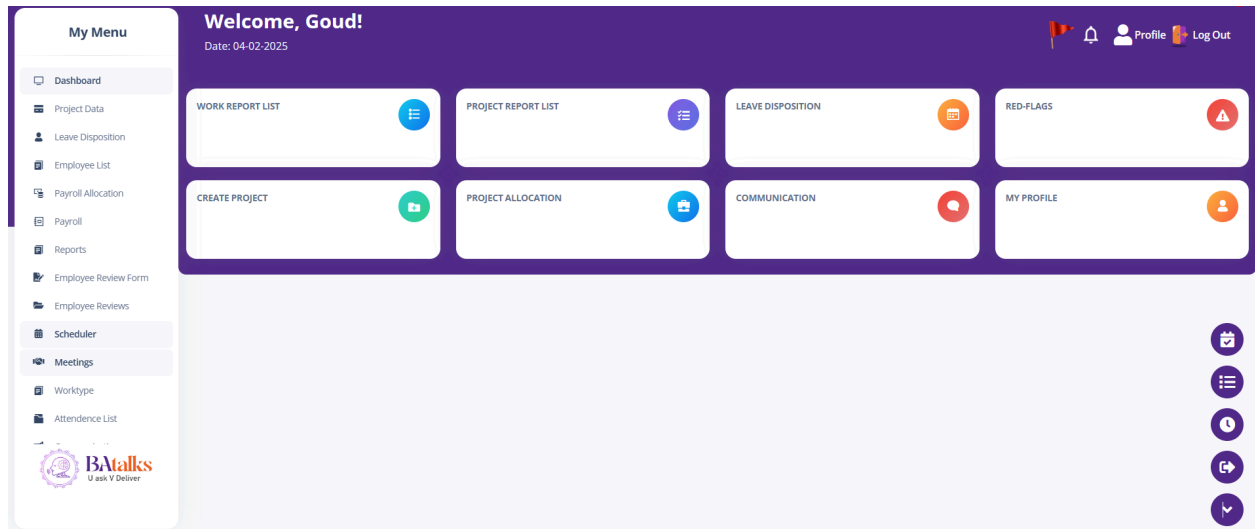 My Menu
Dashboard
Project Data
Leave Disposition
Employee List
Payroll Allocation
Payroll
Reports
Employee Review Form
Employee Reviews
Scheduler
Meetings
Worktype
Attendence List
BAtalks
U ask V Deliver
Welcome, Goud!
Date: 04-02-2025
Profile
Log Out
WORK REPORT LIST
PROJECT REPORT LIST
LEAVE DISPOSITION
RED-FLAGS
CREATE PROJECT
PROJECT ALLOCATION
COMMUNICATION
MY PROFILE